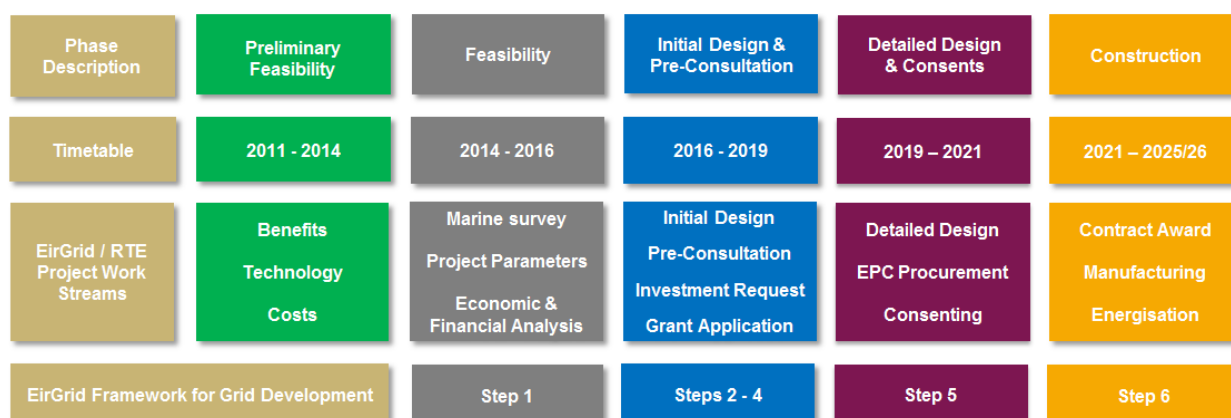 Phase
Description
Preliminary
Feasibility
Feasibility
Initial Design &
Pre-Consultation
Detailed Design
& Consents
Construction
Timetable
2011 - 2014
2014 - 2016
2016 - 2019
2019 – 2021
2021 – 2025/26
EirGrid / RTE
Project Work
Streams
Benefits
Technology
Costs
Marine survey
Project Parameters
Economic &
Financial Analysis
Initial Design
Pre-Consultation
Investment Request
Grant Application
Detailed Design
EPC Procurement
Consenting
Contract Award
Manufacturing
Energisation
EirGrid Framework for Grid Development
Step 1
Steps 2 - 4
Step 5
Step 6